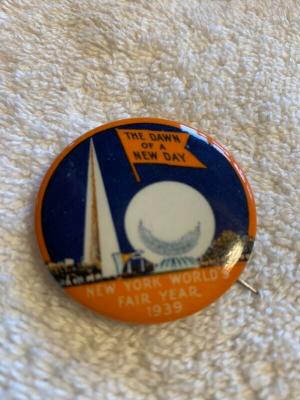 THE DAWN
OF A
NEW DAY
NEW YORK WORLD'S
FAIR YEAR
1939